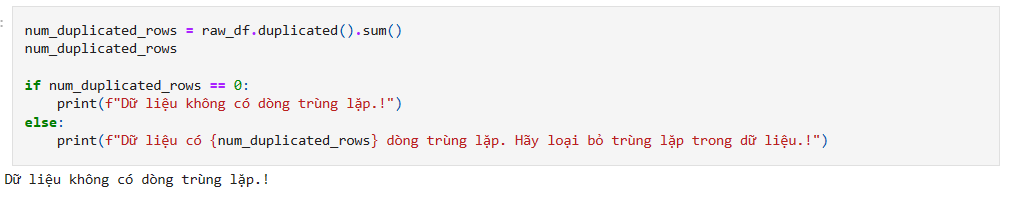 num_duplicated_rows = raw_df.duplicated().sum()
num_duplicated_rows
if num_duplicated_rows == 0:
    print(f"Dữ liệu không có dòng trùng lặp.!")
else:
    print(f"Dữ liệu có {num_duplicated_rows} dòng trùng lặp. Hãy loại bỏ trùng lặp trong dữ liệu.!")
Dữ liệu không có dòng trùng lặp.!